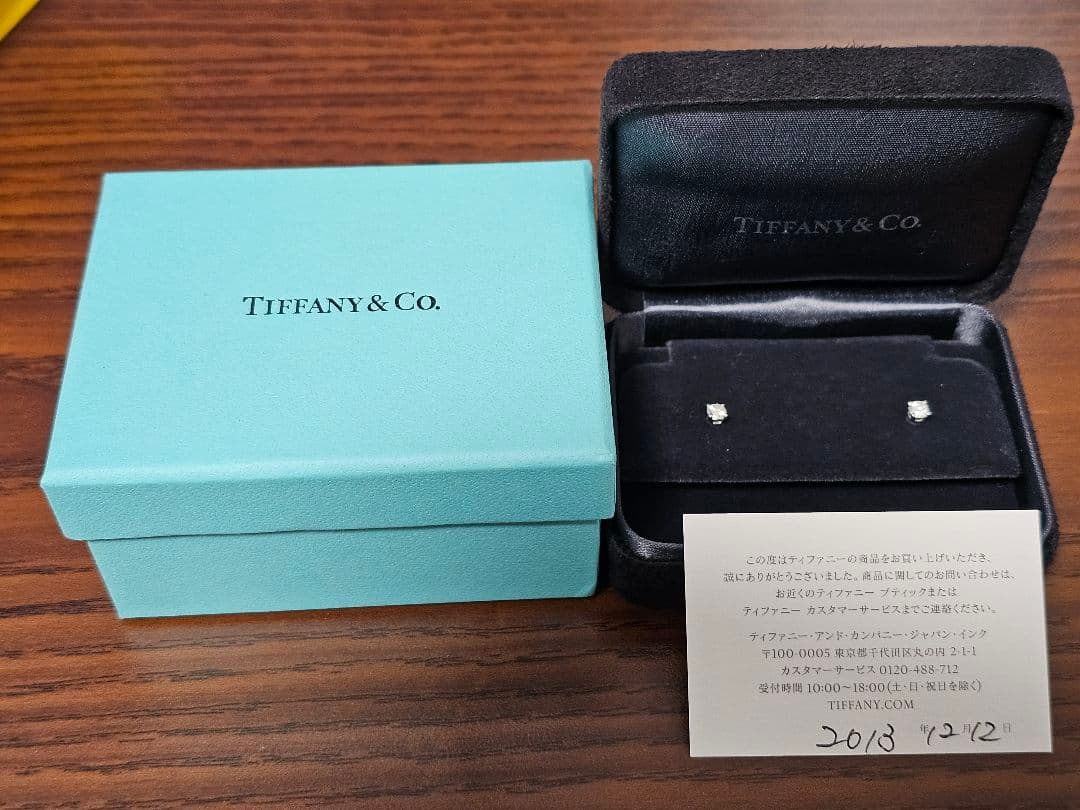 TIFFANY & CO.
TIFFANY & CO.
この度はティファニーの商品をお買い上げいただき、
誠にありがとうございました。商品に関してのお問い合わせは、
お近くのティファニー ブティックまたは
ティファニー カスタマーサービスまでご連絡ください。
ティファニー・アンド・カンパニー・ジャパン・インク
〒100-0005 東京都千代田区丸の内 2-1-1
カスタマーサービス 0120-488-712
受付時間 10:00〜18:00(土・日・祝日を除く)
TIFFANY.COM
2013 年 12 月 12 日